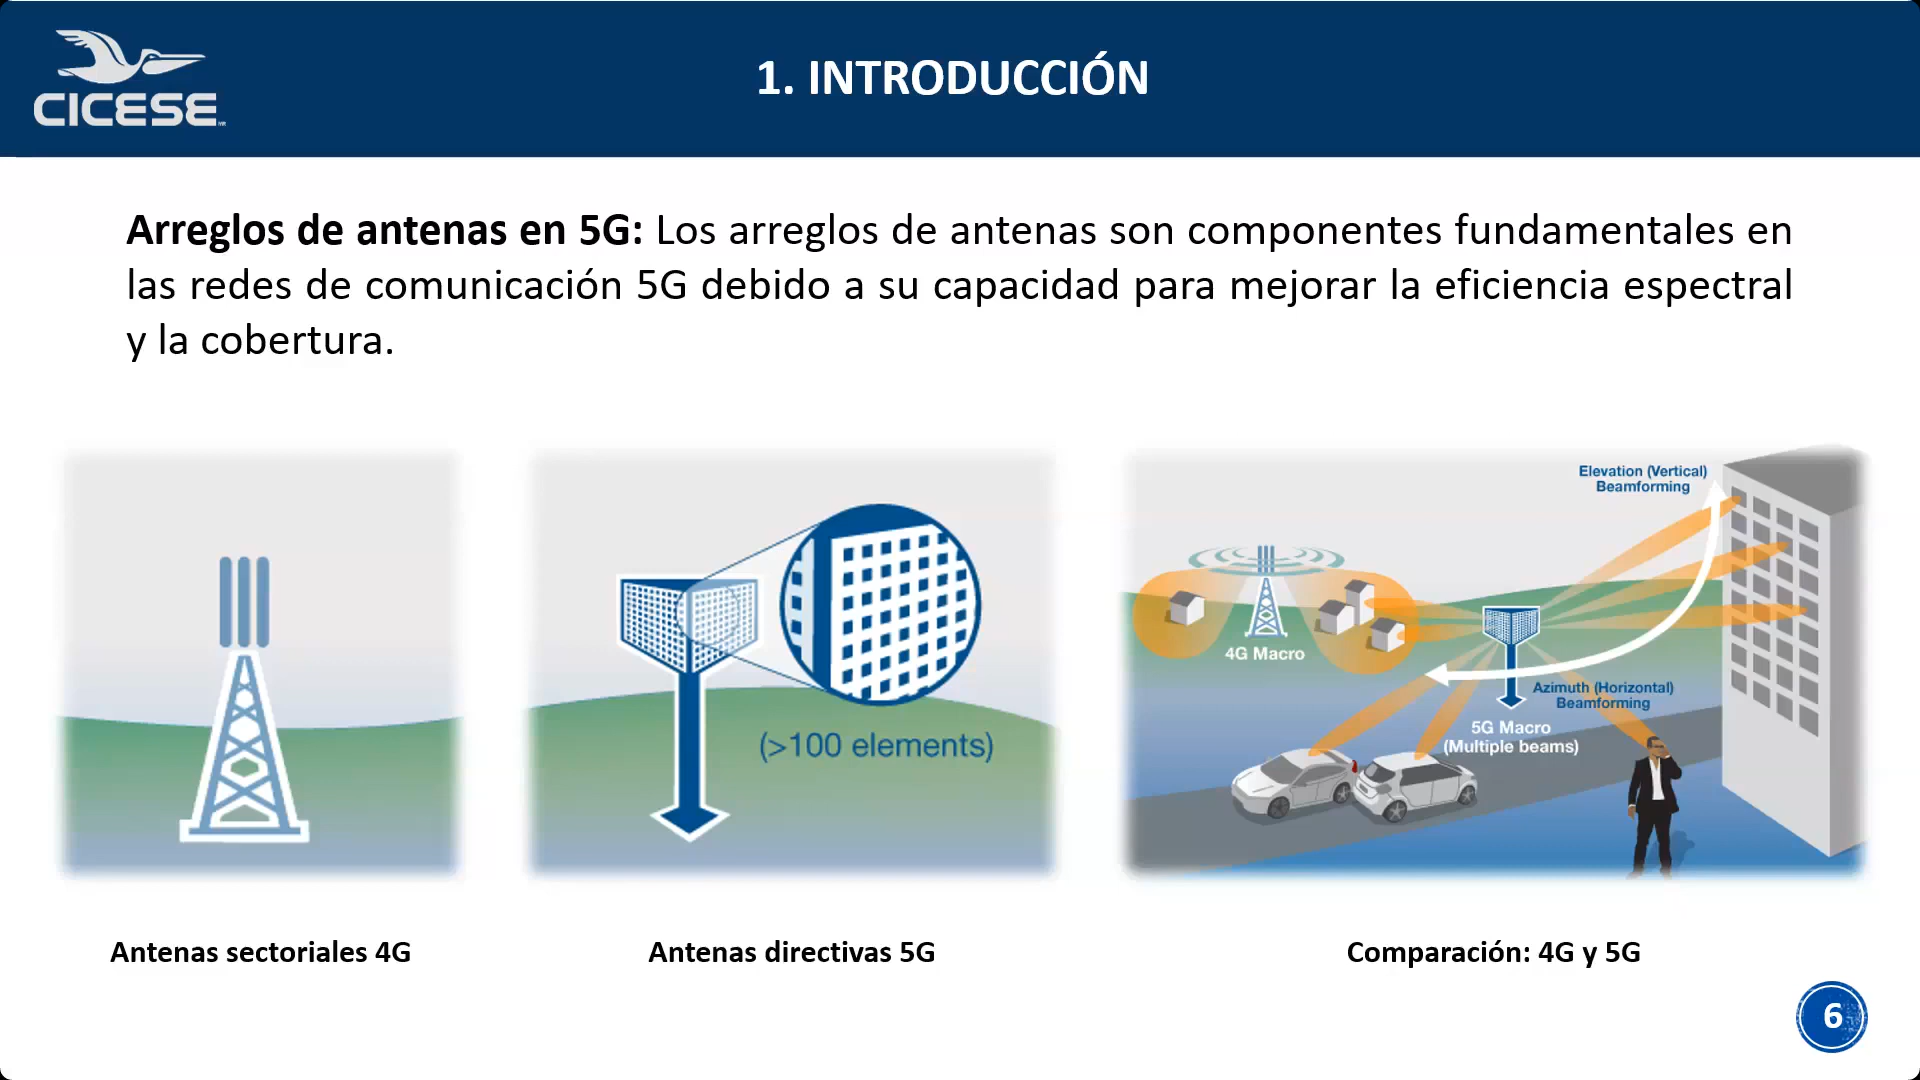 CICESE
1. INTRODUCCIÓN
Arreglos de antenas en 5G: Los arreglos de antenas son componentes fundamentales en
las redes de comunicación 5G debido a su capacidad para mejorar la eficiencia espectral
y la cobertura.
(>100 elements)
Elevation (Vertical)
Beamforming
4G Macro
Azimuth (Horizontal)
Beamforming
5G Macro
(Multiple beams)
Antenas sectoriales 4G
Antenas directivas 5G
Comparación: 4G y 5G
6